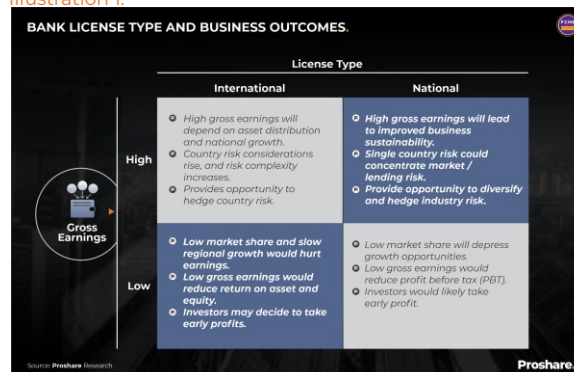 Illustration 1:
BANK LICENSE TYPE AND BUSINESS OUTCOMES.
FCMB
License Type
International
National
High
High gross earnings will
depend on asset distribution
and national growth.
Country risk considerations
rise, and risk complexity
increases.
Provides opportunity to
hedge country risk.
High gross earnings will lead
to improved business
sustainability.
Single country risk could
concentrate market /
lending risk.
Provide opportunity to diversify
and hedge industry risk.
Gross
Earnings
Low
Low market share and slow
regional growth would hurt
earnings.
Low gross earnings would
reduce return on asset and
equity.
Investors may decide to take
early profits.
Low market share will depress
growth opportunities.
Low gross earnings would
reduce profit before tax (PBT).
Investors would likely take
early profit.
Source: Proshare Research
Proshare.